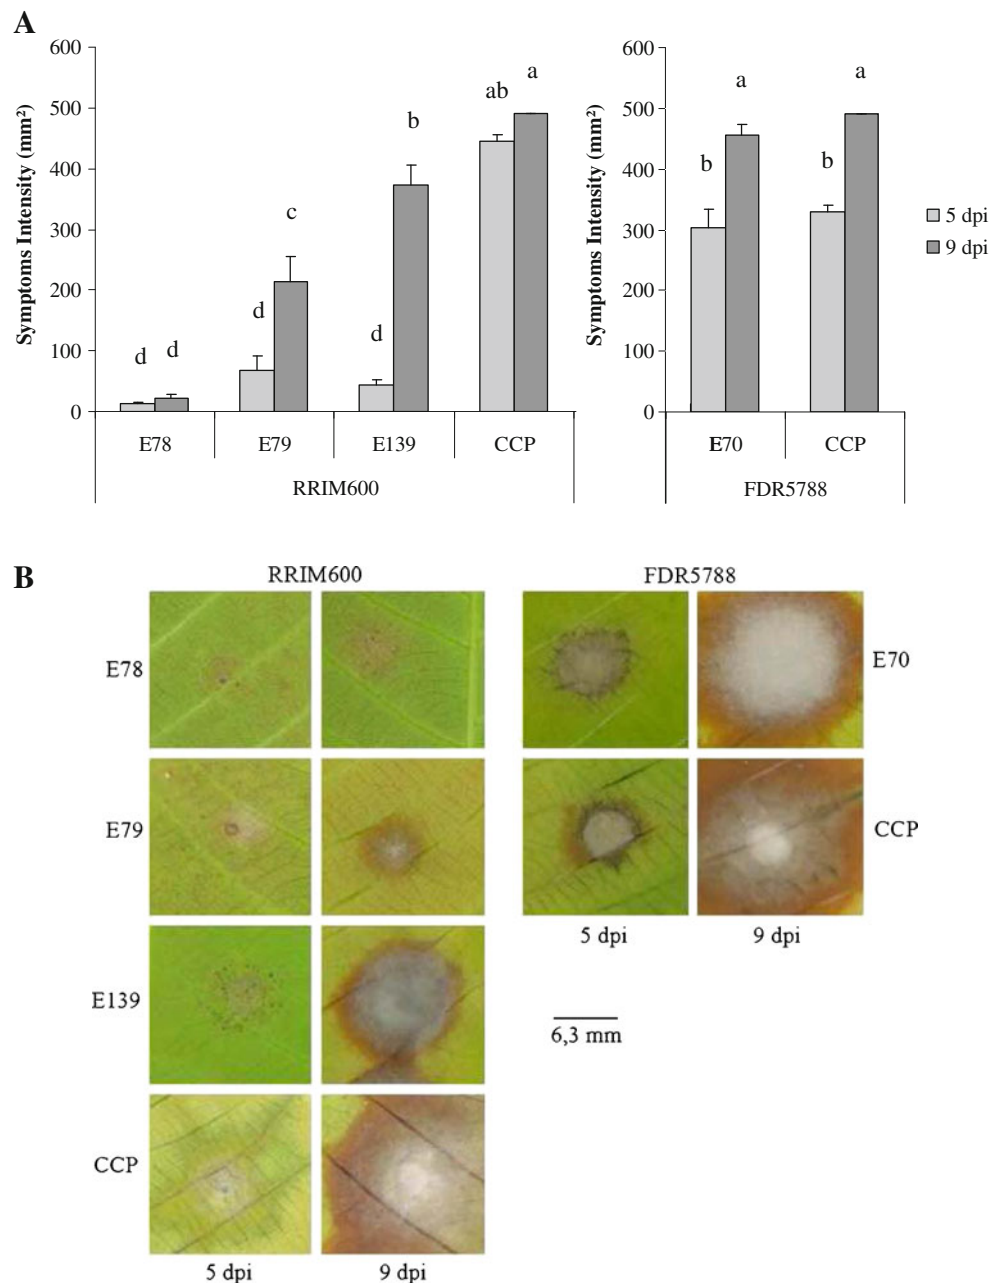 A
600
500
400
300
200
100
0
Symptoms Intensity (mm²)
d d
d c
d b
ab a
E78 E79 E139 CCP
RRIM600
600
500
400
300
200
100
0
Symptoms Intensity (mm²)
b a
b a
E70 CCP
FDR5788
5 dpi
9 dpi
B
RRIM600
FDR5788
E78
E79
E139
CCP
5 dpi 9 dpi
E70
CCP
5 dpi 9 dpi
6,3 mm